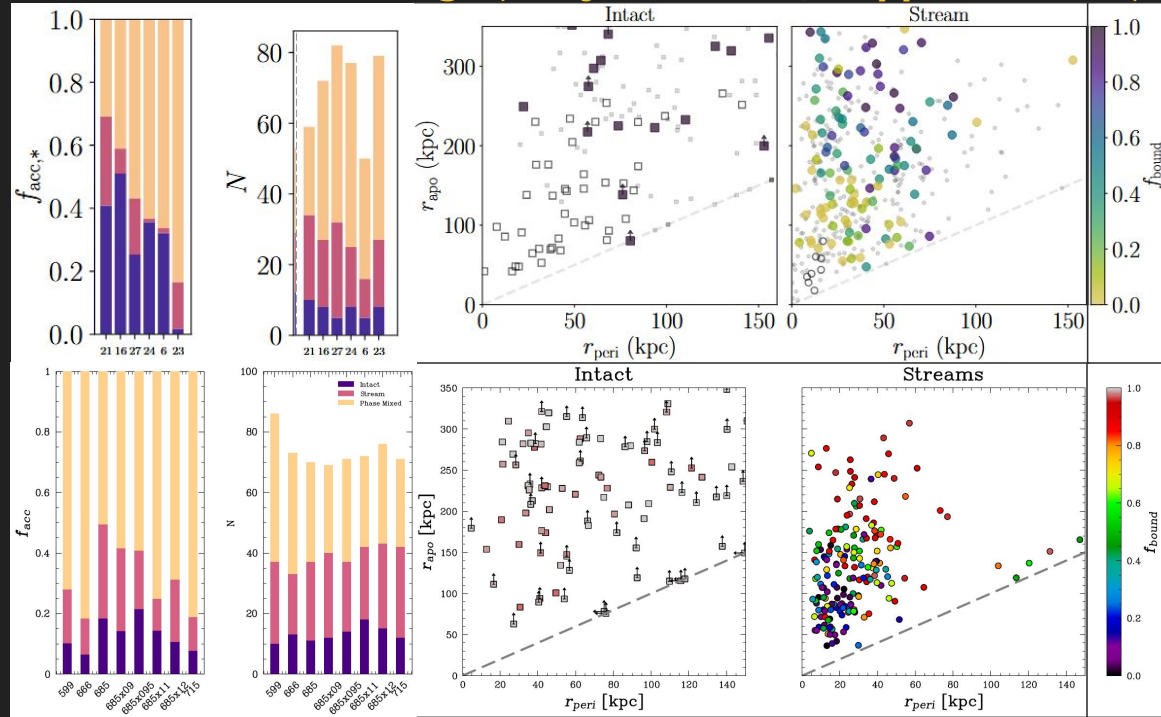 Intact
Stream
1.0
0.8
0.6
0.4
0.2
0.0
f_acc,*
21 16 27 24 6 23
80
60
40
20
0
N
21 16 27 24 6 23
300
200
100
0
r_apo (kpc)
0 50 100 150
r_peri (kpc)
0 50 100 150
r_peri (kpc)
1.0
0.8
0.6
0.4
0.2
0.0
f_bound
Intact
Streams
1
0.8
0.6
0.4
0.2
0
f_acc
599 666 685 685x09 685x095 685x11 685x12 715
100
80
60
40
20
0
N
Intact
Stream
Phase Mixed
599 666 685 685x09 685x095 685x11 685x12 715
350
300
250
200
150
100
50
0
r_apo [kpc]
0 20 40 60 80 100 120 140
r_peri [kpc]
0 20 40 60 80 100 120 140
r_peri [kpc]
1.0
0.8
0.6
0.4
0.2
0.0
f_bound